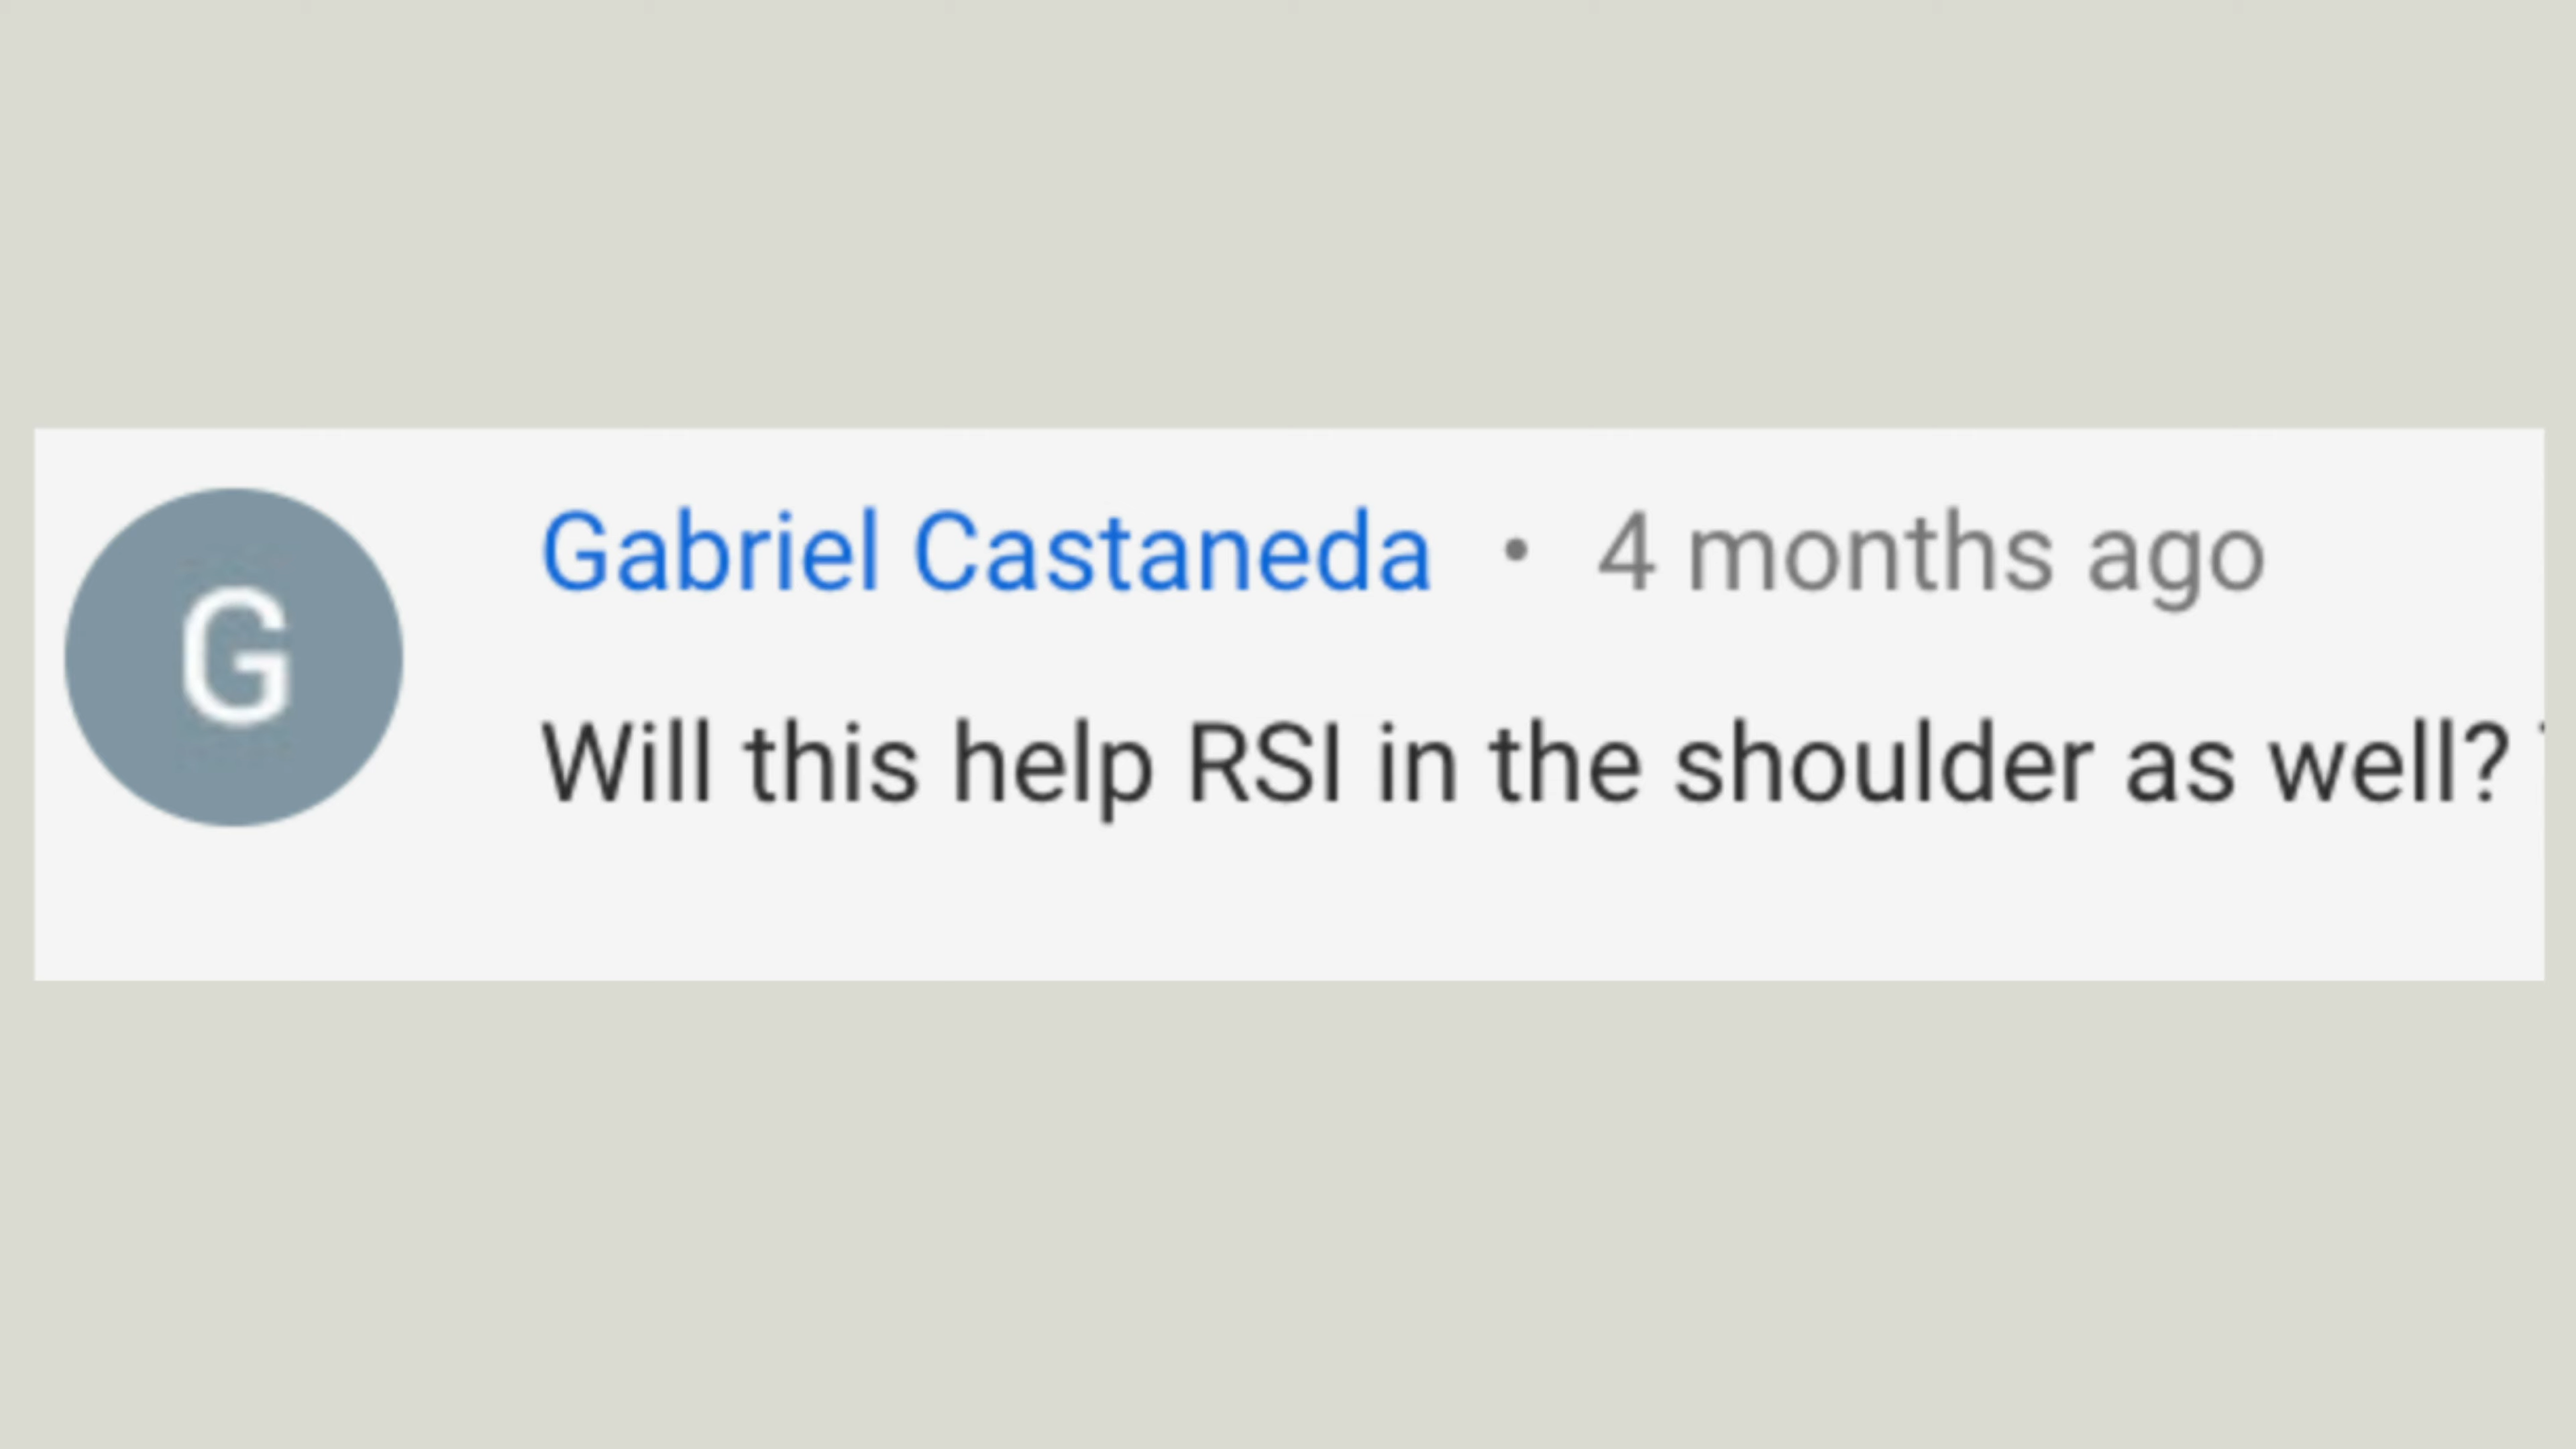 G
Gabriel Castaneda • 4 months ago
Will this help RSI in the shoulder as well?